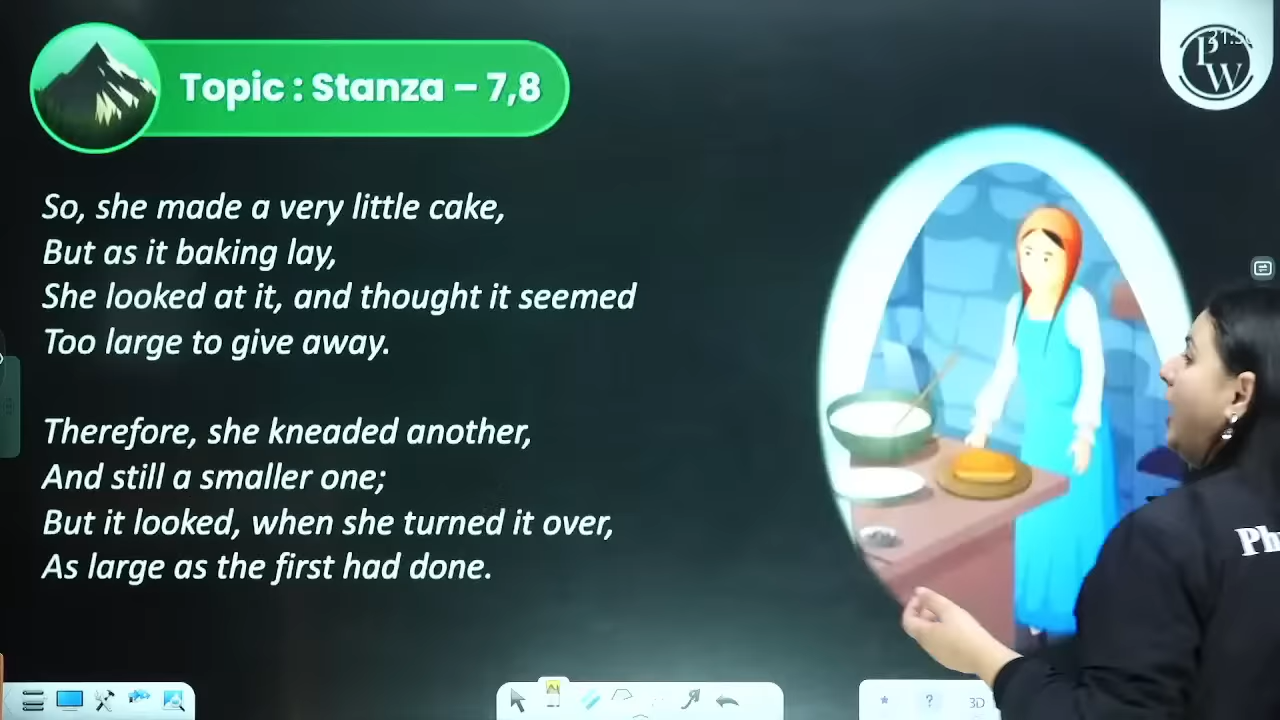 Topic : Stanza – 7,8
So, she made a very little cake,
But as it baking lay,
She looked at it, and thought it seemed
Too large to give away.
Therefore, she kneaded another,
And still a smaller one;
But it looked, when she turned it over,
As large as the first had done.
PW
Ph
3D